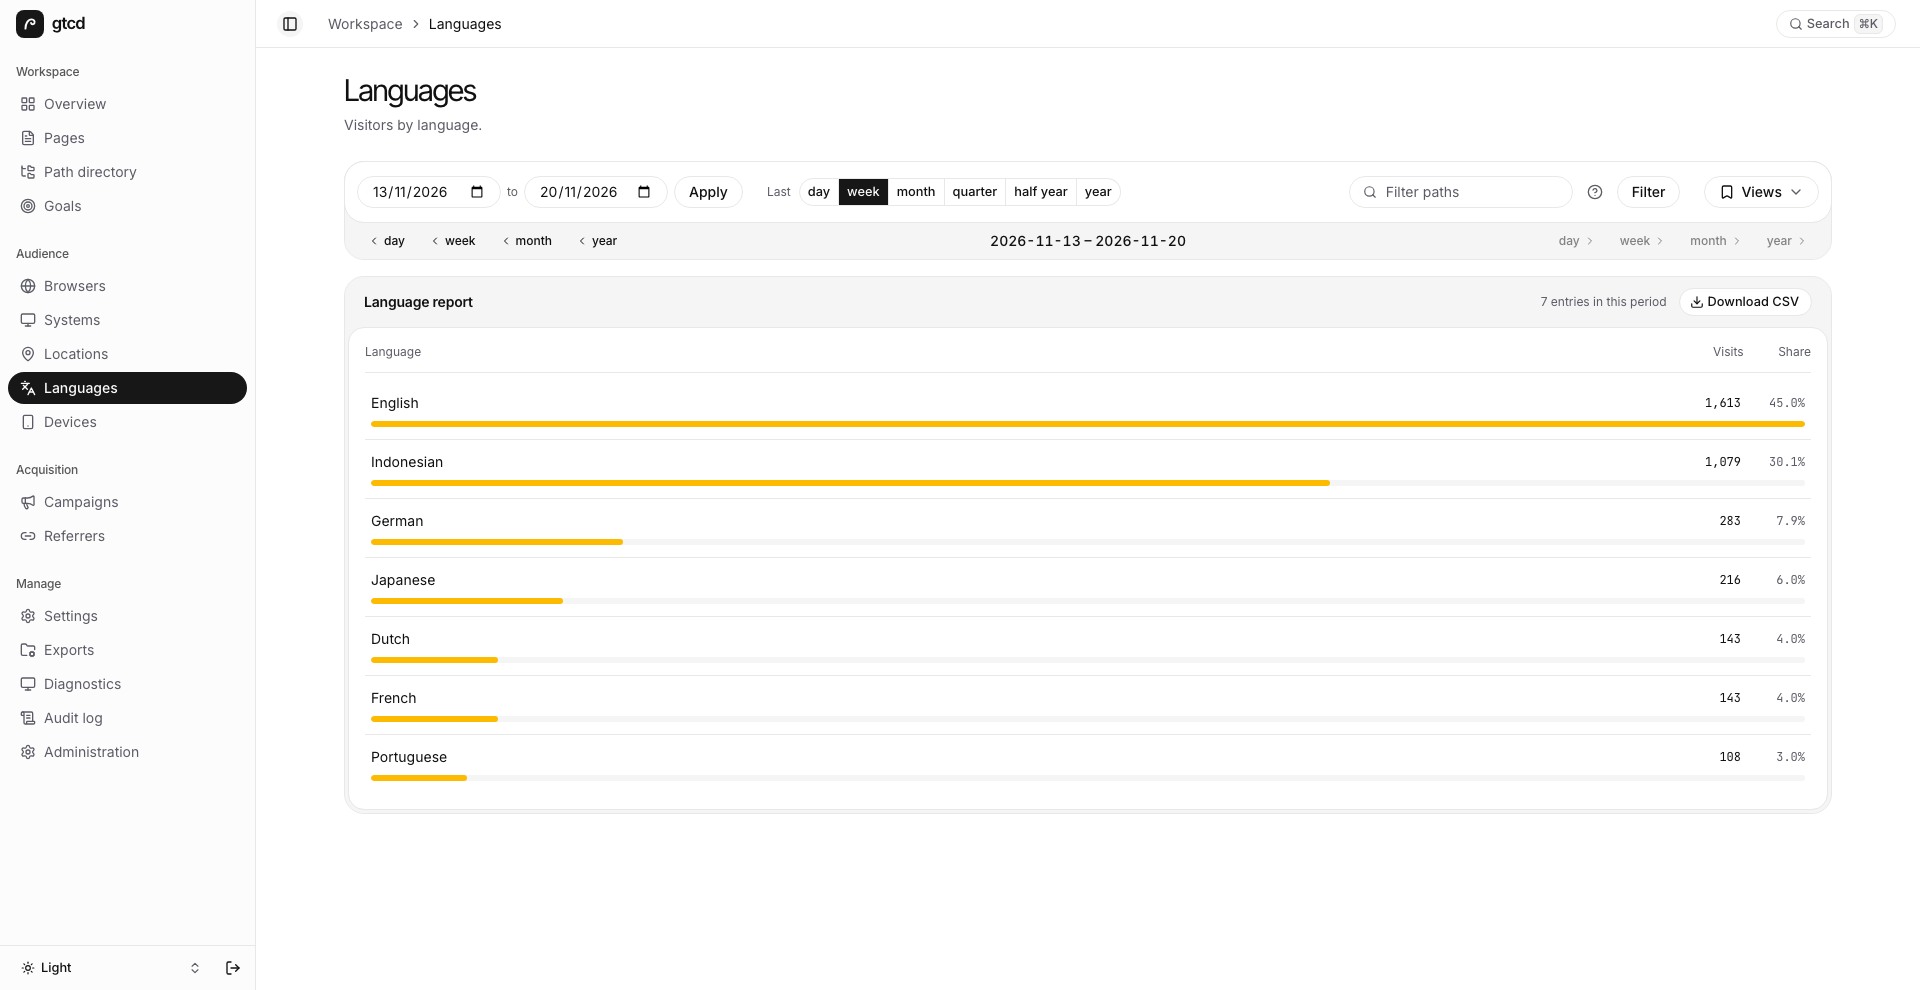 gtcd
Workspace
Overview
Pages
Path directory
Goals
Audience
Browsers
Systems
Locations
Languages
Devices
Acquisition
Campaigns
Referrers
Manage
Settings
Exports
Diagnostics
Audit log
Administration
Light
Workspace > Languages
Search ⌘K
Languages
Visitors by language.
13/11/2026 to 20/11/2026 Apply Last day week month quarter half year year Filter paths Filter Views
day week month year 2026-11-13 – 2026-11-20 day week month year
Language report 7 entries in this period Download CSV
Language Visits Share
English 1,613 45.0%
Indonesian 1,079 30.1%
German 283 7.9%
Japanese 216 6.0%
Dutch 143 4.0%
French 143 4.0%
Portuguese 108 3.0%